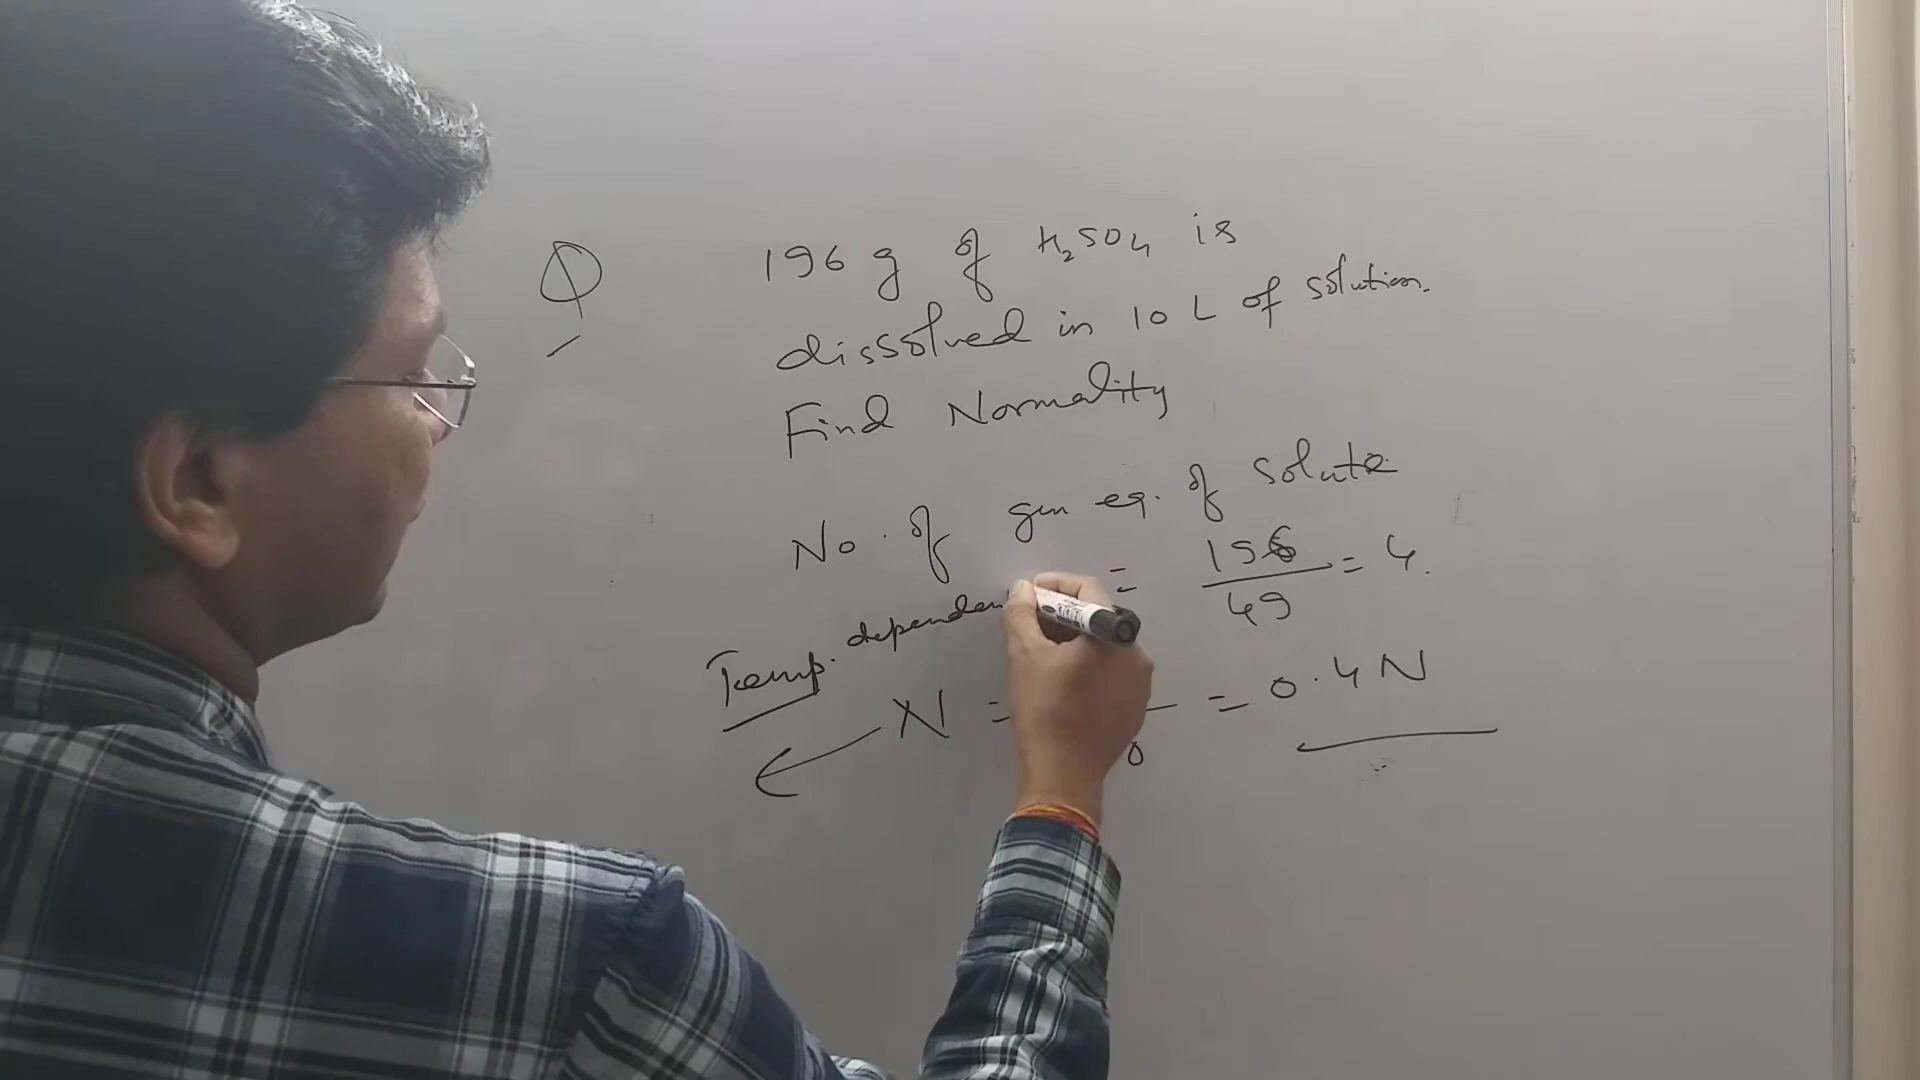 Q
196 g of H2SO4 is
dissolved in 10 L of solution.
Find Normality
No. of gm eq. of solute
= 196/49 = 4.
Temp. dependen
N = = 0.4 N